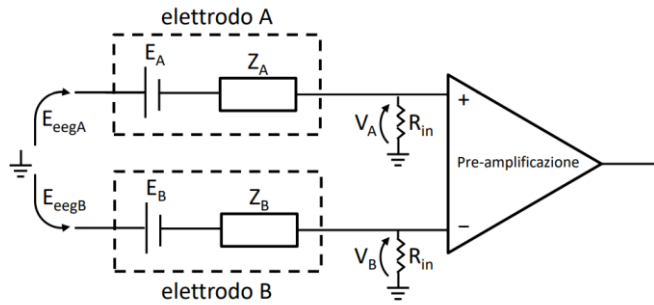 elettrodo A
E_A
Z_A
E_eegA
V_A
R_in
+
Pre-amplificazione
E_eegB
E_B
Z_B
−
V_B
R_in
elettrodo B